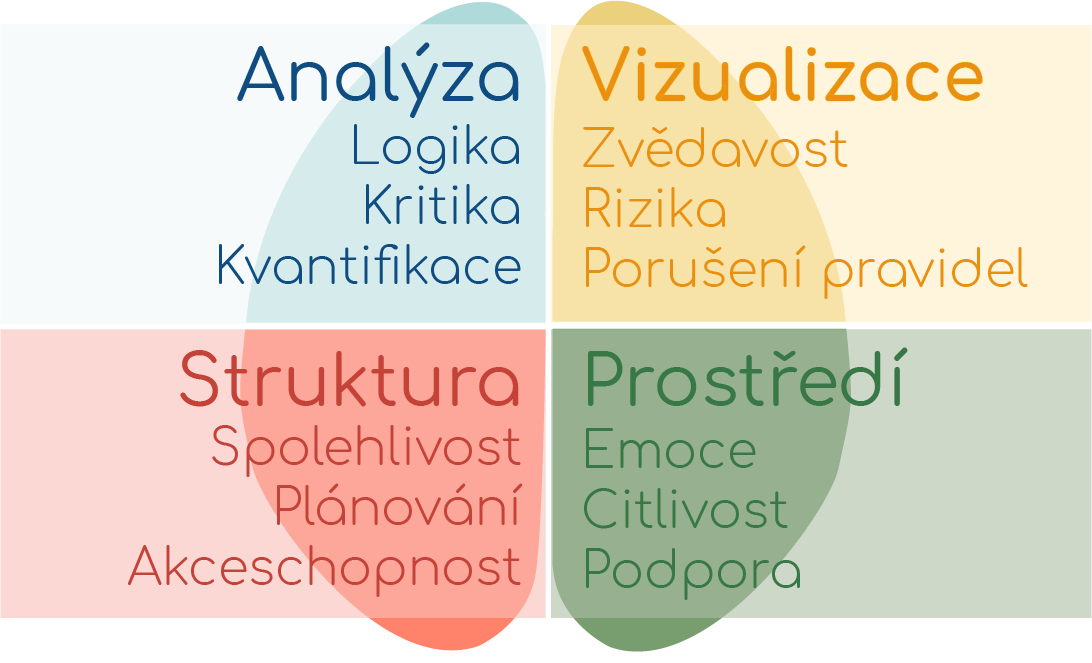 Analýza
Logika
Kritika
Kvantifikace
Vizualizace
Zvědavost
Rizika
Porušení pravidel
Struktura
Spolehlivost
Plánování
Akceschopnost
Prostředí
Emoce
Citlivost
Podpora